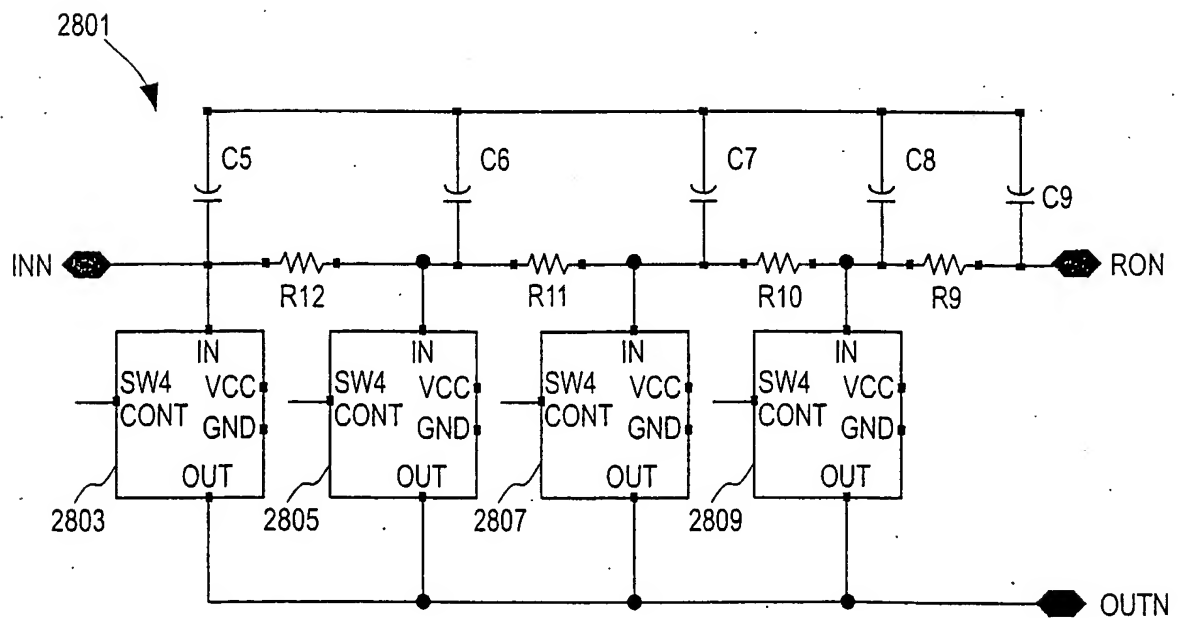 2801
C5
C6
C7
C8
C9
INN
RON
R12
R11
R10
R9
IN
SW4
CONT
VCC
GND
OUT
IN
SW4
CONT
VCC
GND
OUT
IN
SW4
CONT
VCC
GND
OUT
IN
SW4
CONT
VCC
GND
OUT
2803
2805
2807
2809
OUTN